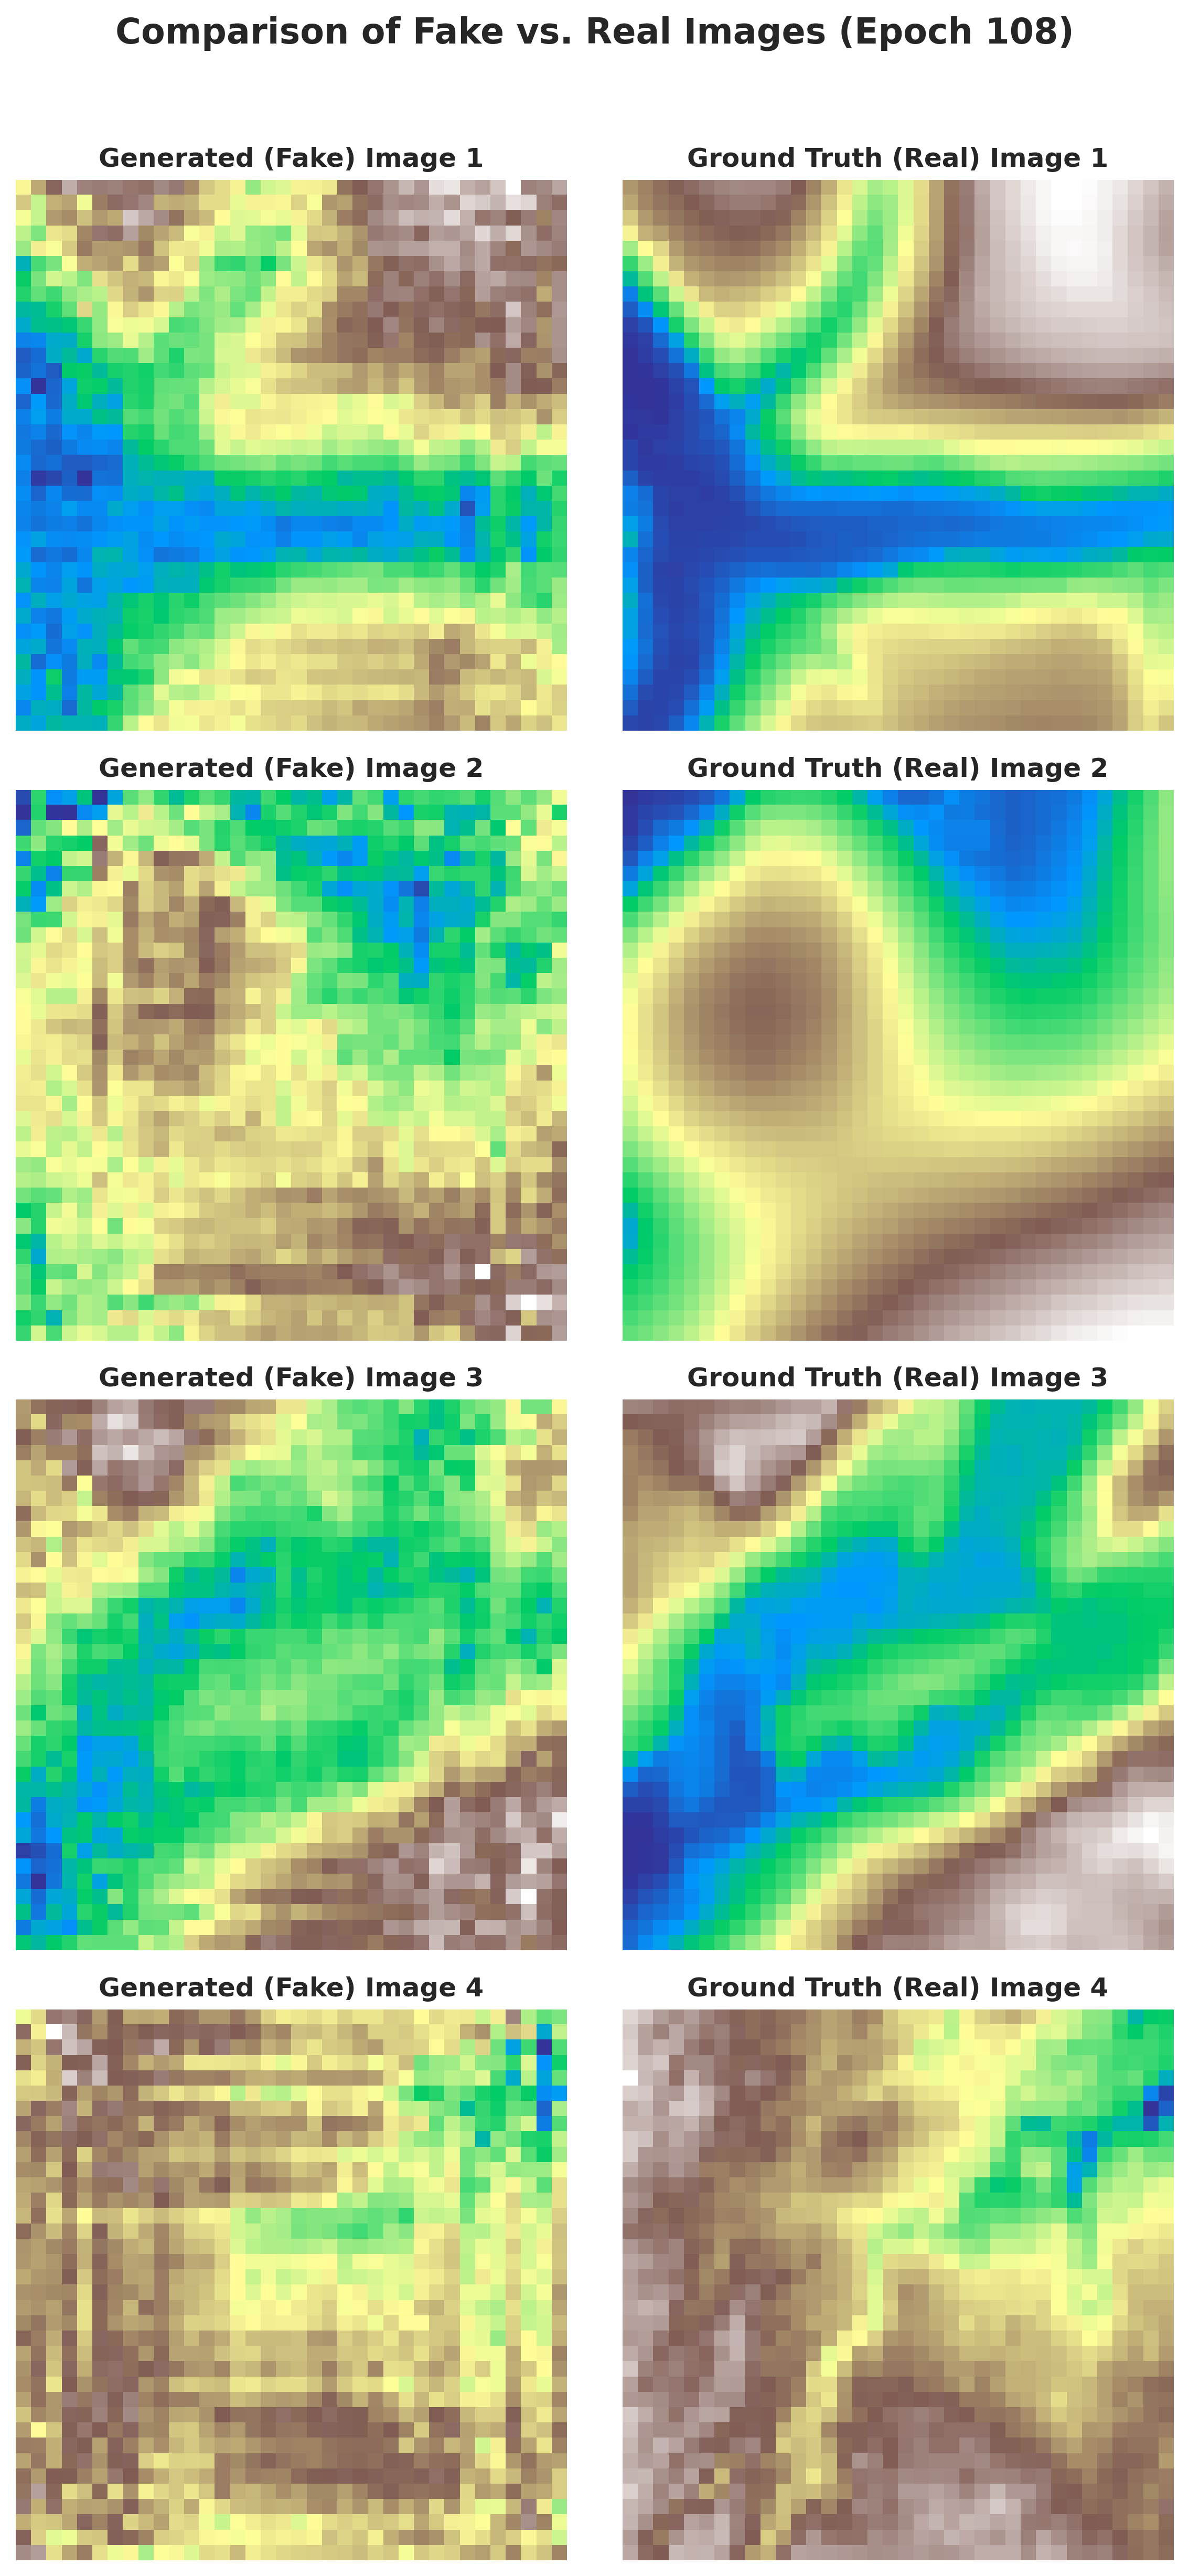 Comparison of Fake vs. Real Images (Epoch 108)
Generated (Fake) Image 1
Ground Truth (Real) Image 1
Generated (Fake) Image 2
Ground Truth (Real) Image 2
Generated (Fake) Image 3
Ground Truth (Real) Image 3
Generated (Fake) Image 4
Ground Truth (Real) Image 4